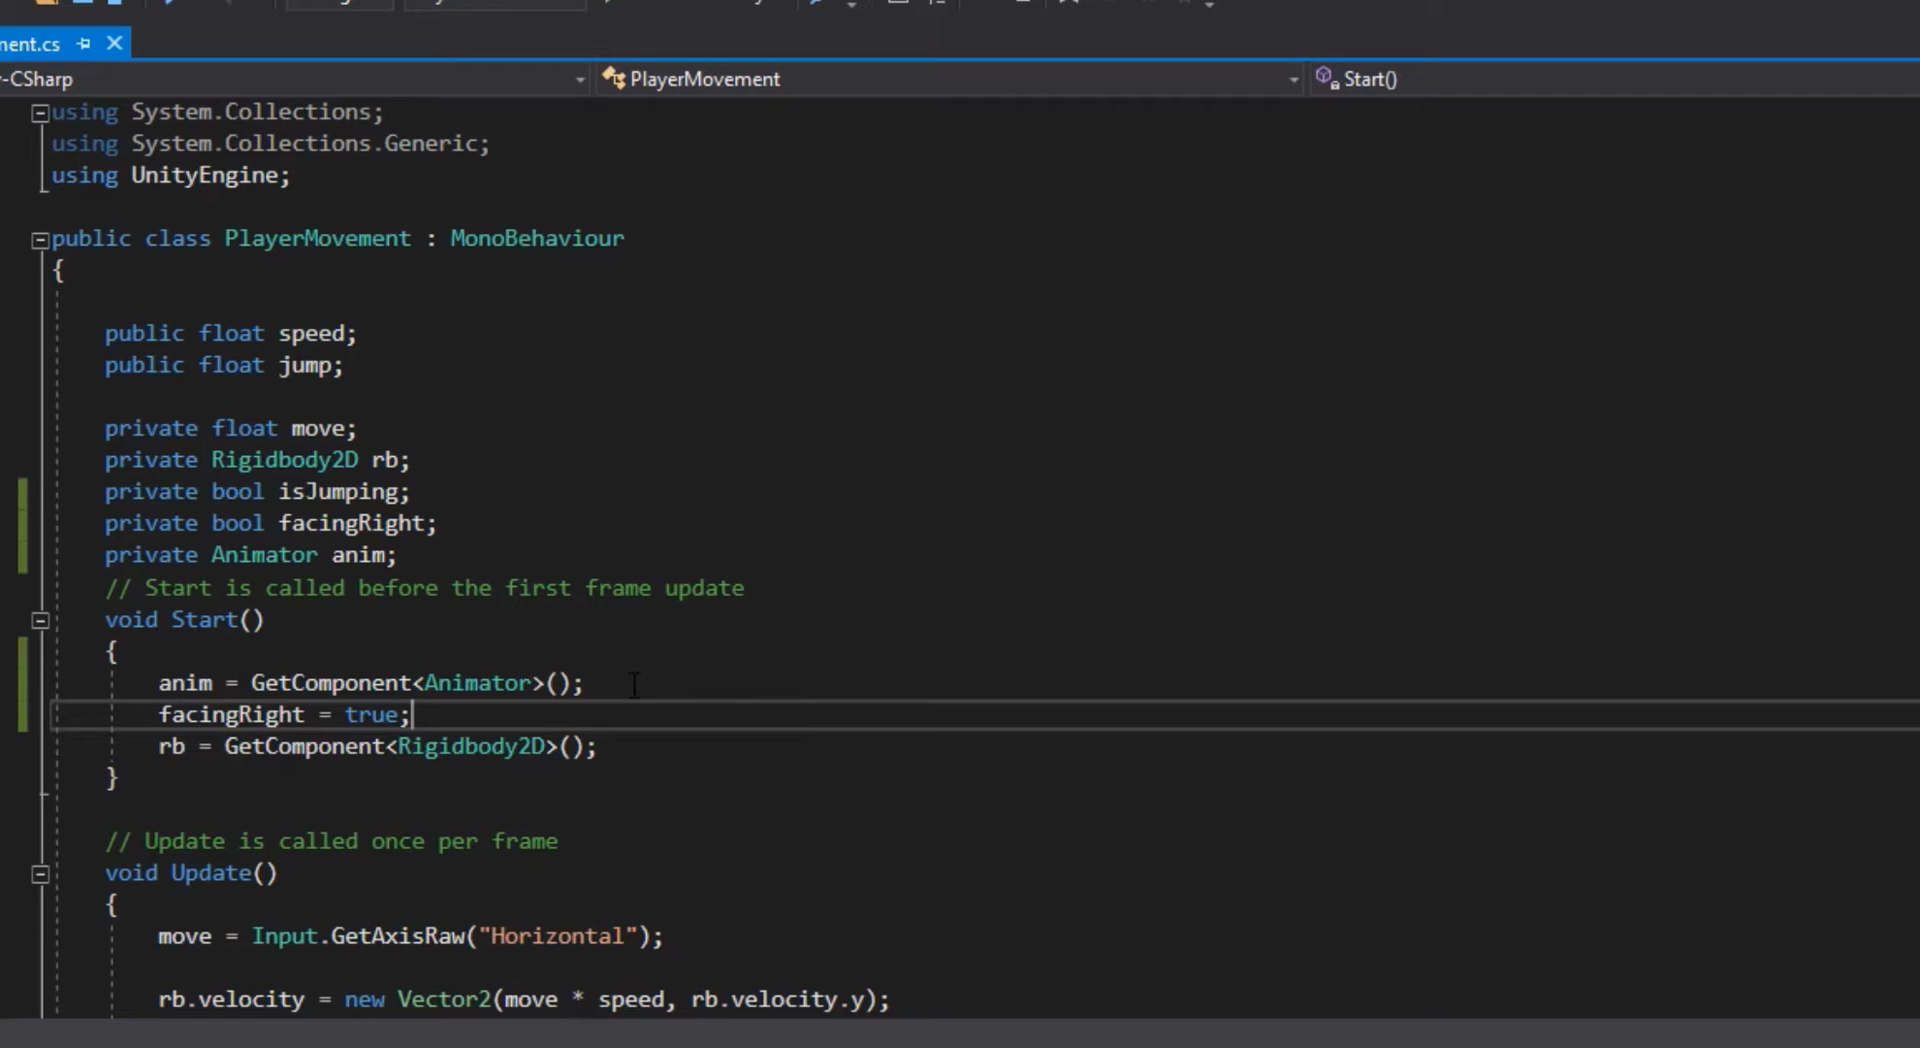 ment.cs
-CSharp
PlayerMovement
Start()
using System.Collections;
using System.Collections.Generic;
using UnityEngine;
public class PlayerMovement : MonoBehaviour
{
public float speed;
public float jump;
private float move;
private Rigidbody2D rb;
private bool isJumping;
private bool facingRight;
private Animator anim;
// Start is called before the first frame update
void Start()
{
anim = GetComponent<Animator>();
facingRight = true;
rb = GetComponent<Rigidbody2D>();
}
// Update is called once per frame
void Update()
{
move = Input.GetAxisRaw("Horizontal");
rb.velocity = new Vector2(move * speed, rb.velocity.y);